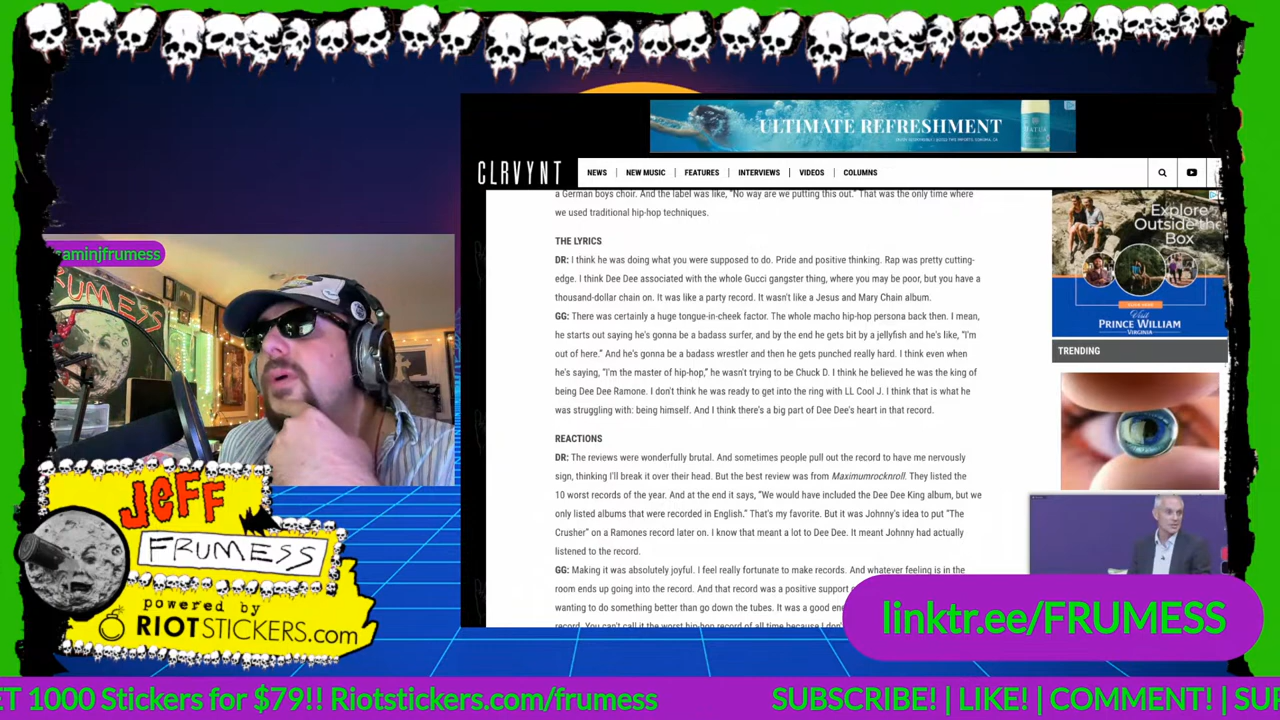 ULTIMATE REFRESHMENT
CLRVYNT
NEWS | NEW MUSIC | FEATURES | INTERVIEWS | VIDEOS | COLUMNS
a German boys choir. And the label was like, “No way are we putting this out.” That was the only time where
we used traditional hip-hop techniques.
THE LYRICS
DR: I think he was doing what you were supposed to do. Pride and positive thinking. Rap was pretty cutting-
edge. I think Dee Dee associated with the whole Gucci gangster thing, where you may be poor, but you have a
thousand-dollar chain on. It was like a party record. It wasn't like a Jesus and Mary Chain album.
GG: There was certainly a huge tongue-in-cheek factor. The whole macho hip-hop persona back then. I mean,
he starts out saying he's gonna be a badass surfer, and by the end he gets bit by a jellyfish and he's like, “I'm
out of here.” And he's gonna be a badass wrestler and then he gets punched really hard. I think even when
he's saying, “I'm the master of hip-hop,” he wasn't trying to be Chuck D. I think he believed he was the king of
being Dee Dee Ramone. I don't think he was ready to get into the ring with LL Cool J. I think that is what he
was struggling with: being himself. And I think there's a big part of Dee Dee's heart in that record.
REACTIONS
DR: The reviews were wonderfully brutal. And sometimes people pull out the record to have me nervously
sign, thinking I'll break it over their head. But the best review was from Maximumrocknroll. They listed the
10 worst records of the year. And at the end it says, “We would have included the Dee Dee King album, but we
only listed albums that were recorded in English.” That's my favorite. But it was Johnny's idea to put “The
Crusher” on a Ramones record later on. I know that meant a lot to Dee Dee. It meant Johnny had actually
listened to the record.
GG: Making it was absolutely joyful. I feel really fortunate to make records. And whatever feeling is in the
room ends up going into the record. And that record was a positive support
wanting to do something better than go down the tubes. It was a good
record. You can't call it the worst hip-hop record of all time because I don't
Explore
Outside the
Box
Visit
PRINCE WILLIAM
VIRGINIA
TRENDING
saminjfrumess
FRUMESS
JEFF
FRUMESS
powered by
RIOTSTICKERS.com
linktr.ee/FRUMESS
ET 1000 Stickers for $79!! Riotstickers.com/frumess
SUBSCRIBE! | LIKE! | COMMENT! | SU